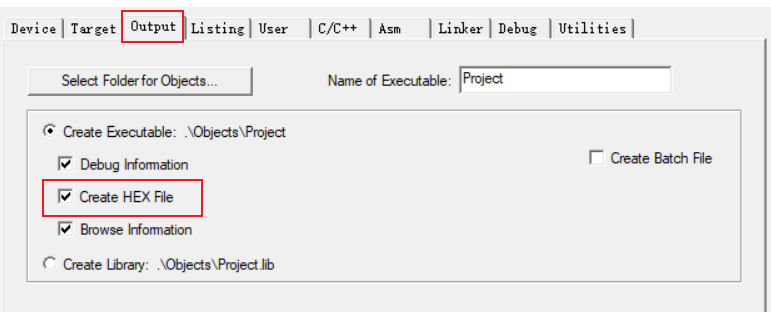 Device Target Output Listing User C/C++ Asm Linker Debug Utilities
Select Folder for Objects... Name of Executable: Project
Create Executable: .\Objects\Project
Debug Information Create Batch File
Create HEX File
Browse Information
Create Library: .\Objects\Project.lib